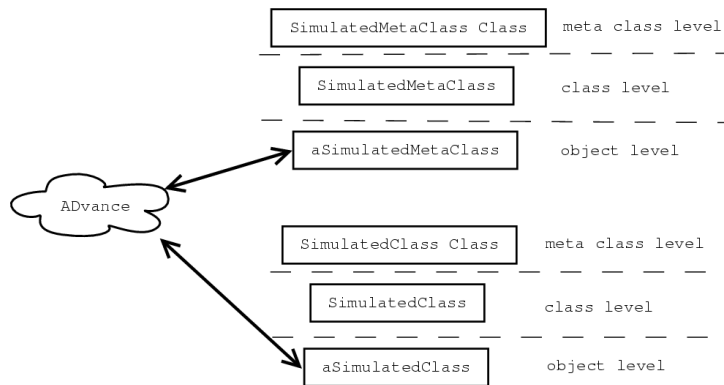 SimulatedMetaClass Class meta class level
SimulatedMetaClass class level
aSimulatedMetaClass object level
ADvance
SimulatedClass Class meta class level
SimulatedClass class level
aSimulatedClass object level